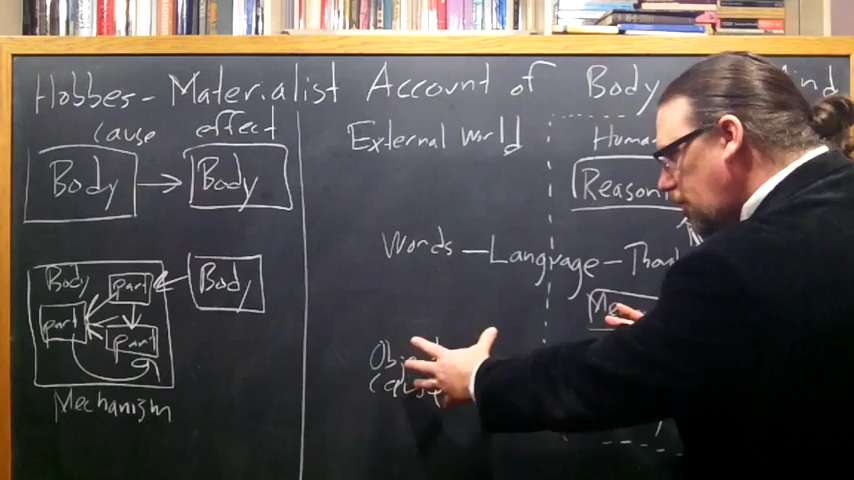 Hobbes - Materialist Account of Body
cause effect
Body → Body
Body part Body
part part
Mechanism
External world
Human
Reason
Words — Language —